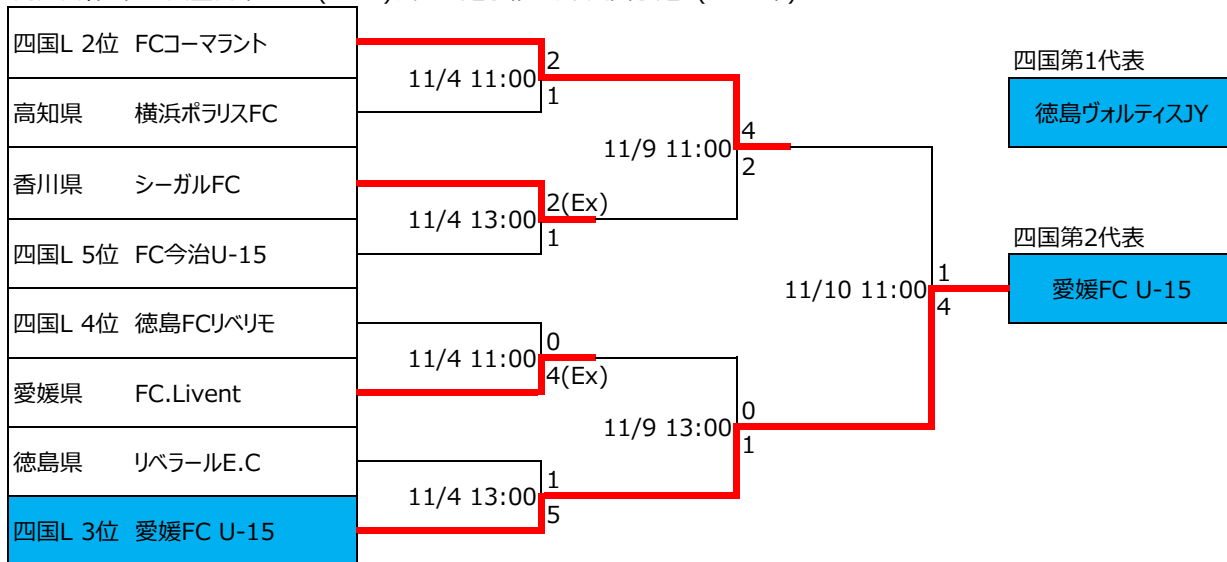 四国L 2位 FCコーマラント
高知県 横浜ポラリスFC
香川県 シーガルFC
四国L 5位 FC今治U-15
四国L 4位 徳島FCリベリモ
愛媛県 FC.Livent
徳島県 リベラールE.C
四国L 3位 愛媛FC U-15
11/4 11:00
2
1
11/4 13:00
2(Ex)
1
11/4 11:00
0
4(Ex)
11/4 13:00
1
5
11/9 11:00
4
2
11/9 13:00
0
1
11/10 11:00
1
4
四国第1代表
徳島ヴォルティスJY
四国第2代表
愛媛FC U-15